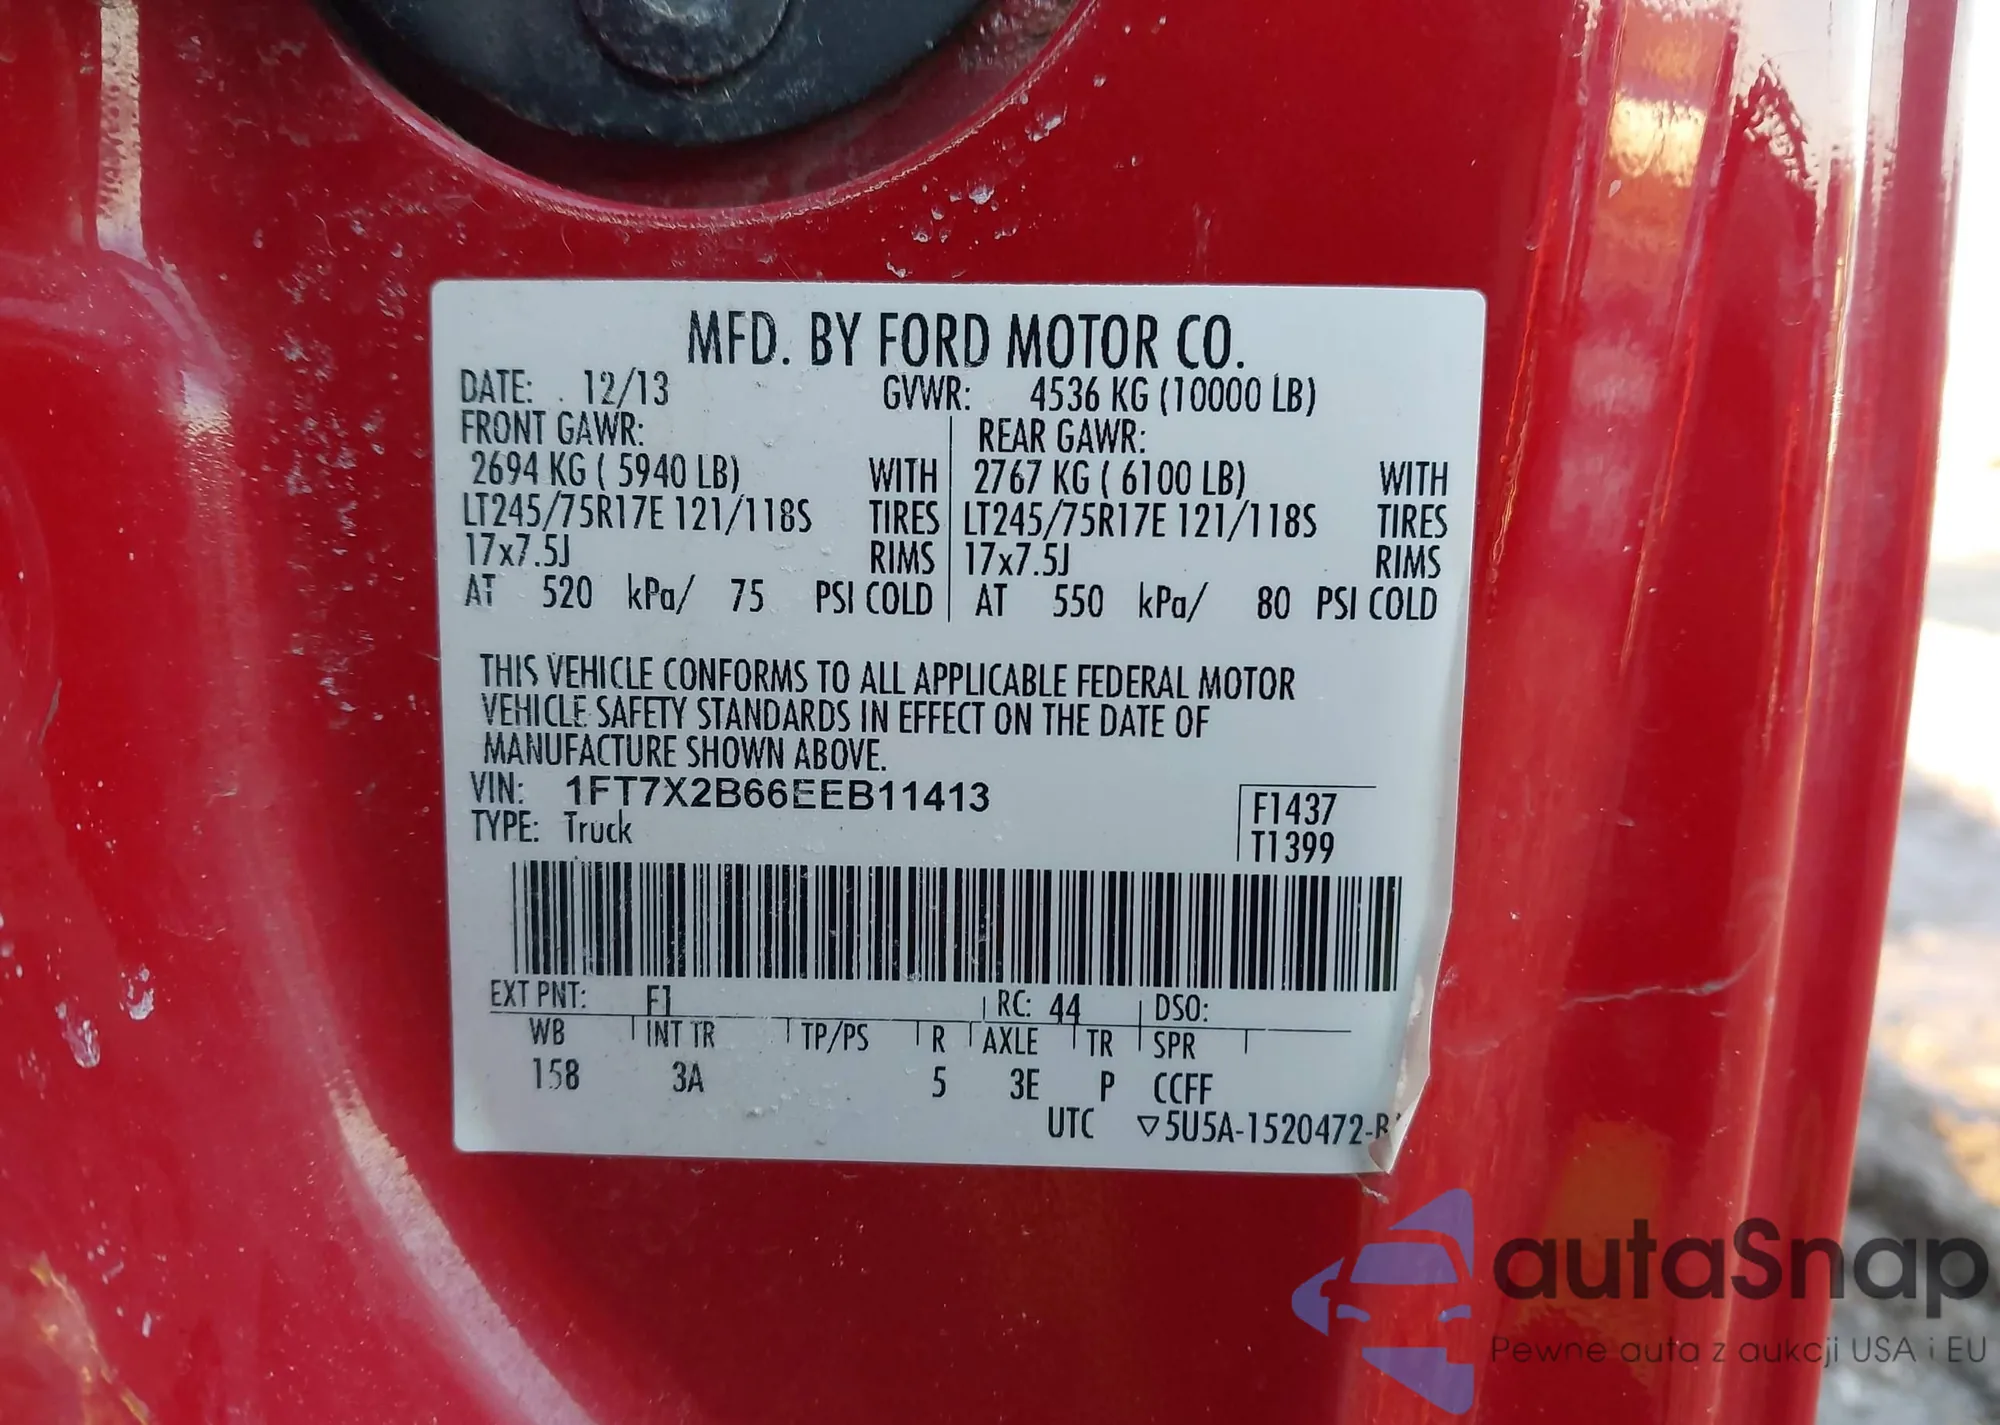 MFD. BY FORD MOTOR CO.
DATE: 12/13 GVWR: 4536 KG (10000 LB)
FRONT GAWR: REAR GAWR:
2694 KG ( 5940 LB) WITH 2767 KG ( 6100 LB) WITH
LT245/75R17E 121/118S TIRES LT245/75R17E 121/118S TIRES
17x7.5J RIMS 17x7.5J RIMS
AT 520 kPa/ 75 PSI COLD AT 550 kPa/ 80 PSI COLD
THIS VEHICLE CONFORMS TO ALL APPLICABLE FEDERAL MOTOR
VEHICLE SAFETY STANDARDS IN EFFECT ON THE DATE OF
MANUFACTURE SHOWN ABOVE.
VIN: 1FT7X2B66EEB11413 F1437
TYPE: Truck T1399
EXT PNT: F1 RC: 44 DSO:
WB INT TR TP/PS R AXLE TR SPR
158 3A 5 3E P CCFF
UTC ▽5U5A-1520472-B
autaSnap
Pewne auta z aukcji USA i EU